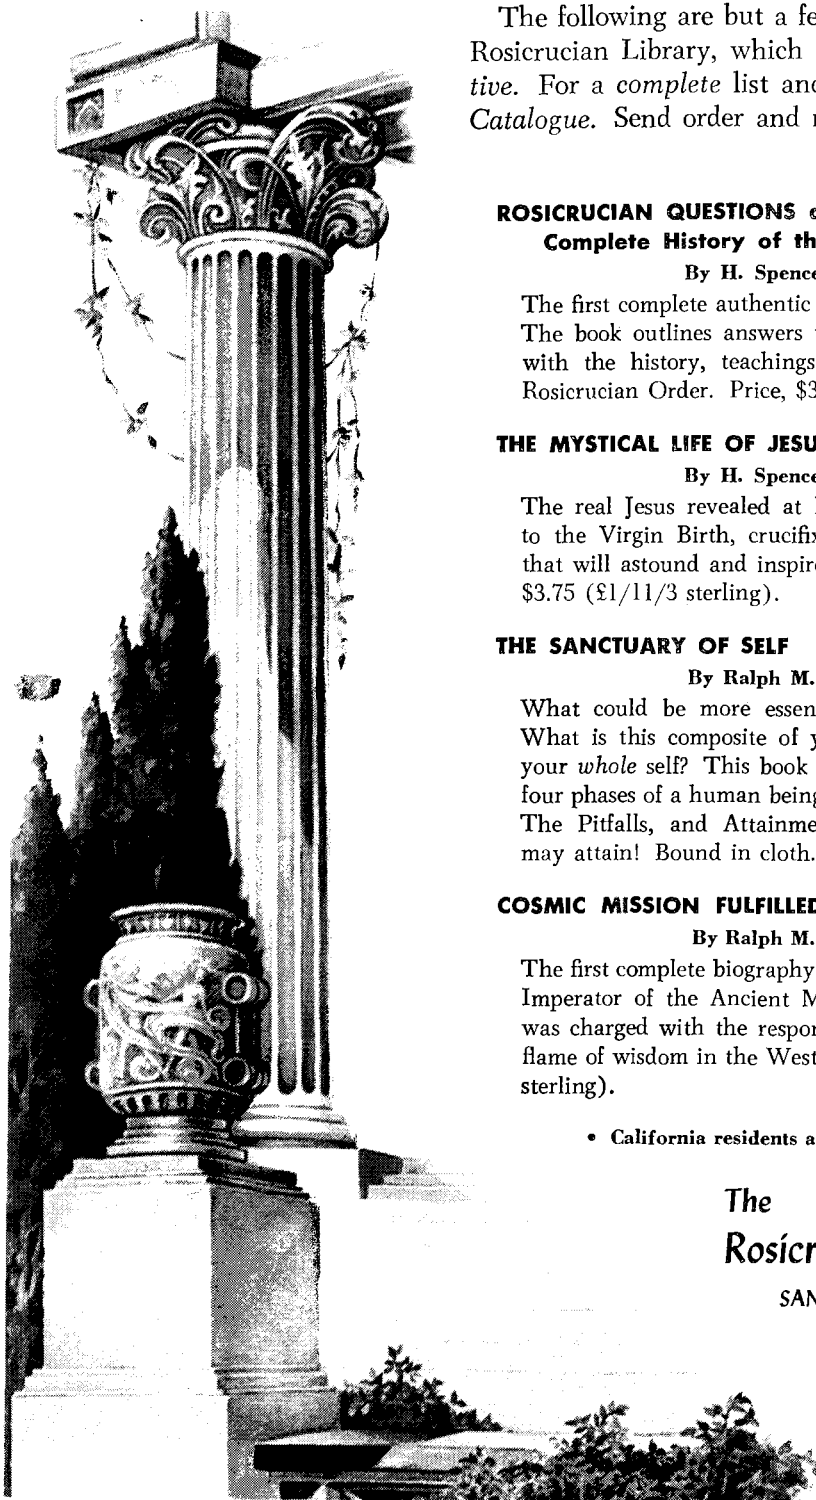 The following are but a fe
Rosicrucian Library, which
tive. For a complete list and
Catalogue. Send order and
ROSICRUCIAN QUESTIONS
Complete History of th
By H. Spence
The first complete authentic
The book outlines answers
with the history, teachings
Rosicrucian Order. Price, $3
THE MYSTICAL LIFE OF JESU
By H. Spence
The real Jesus revealed at
to the Virgin Birth, crucifix
that will astound and inspire
$3.75 (£1/11/3 sterling).
THE SANCTUARY OF SELF
By Ralph M.
What could be more essen
What is this composite of y
your whole self? This book
four phases of a human being
The Pitfalls, and Attainme
may attain! Bound in cloth.
COSMIC MISSION FULFILLED
By Ralph M.
The first complete biography
Imperator of the Ancient M
was charged with the respon
flame of wisdom in the West
sterling).
• California residents a
The
Rosicr
SAN